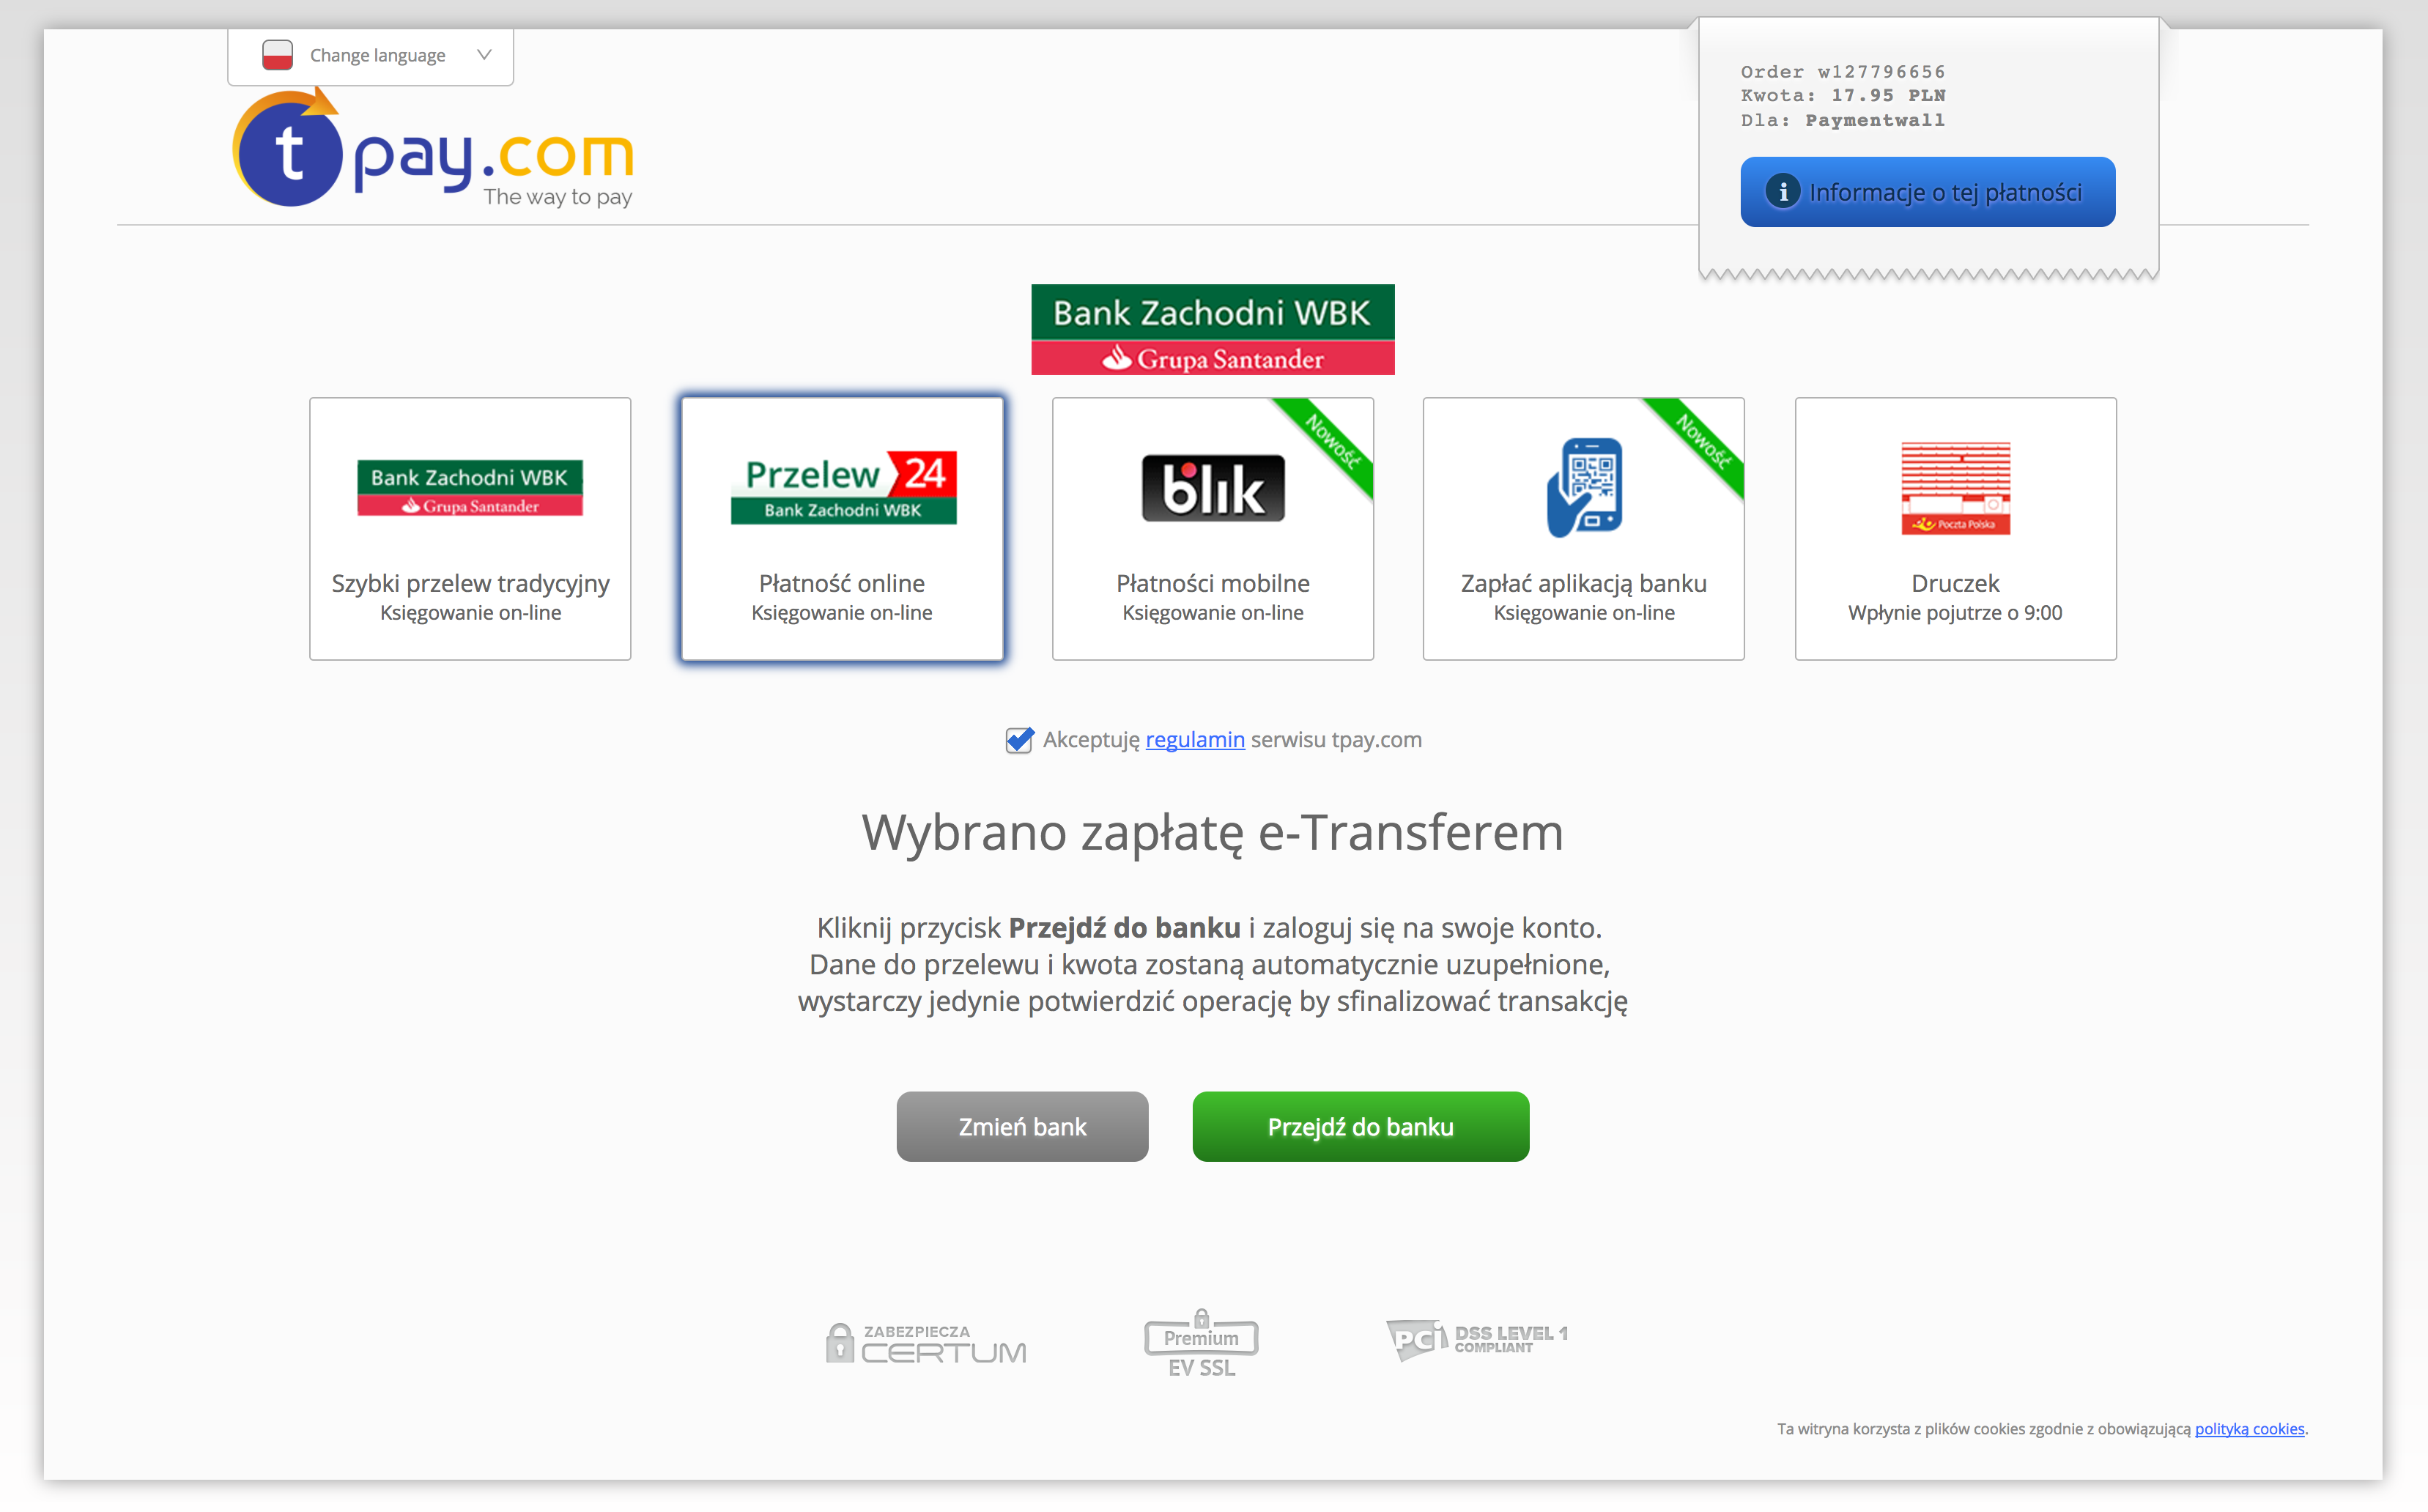 Change language
t pay.com
The way to pay
Order w127796656
Kwota: 17.95 PLN
Dla: Paymentwall
i Informacje o tej płatności
Bank Zachodni WBK
Grupa Santander
Bank Zachodni WBK
Grupa Santander
Szybki przelew tradycyjny
Księgowanie on-line
Przelew 24
Bank Zachodni WBK
Płatność online
Księgowanie on-line
Nowość
blik
Płatności mobilne
Księgowanie on-line
Nowość
Zapłać aplikacją banku
Księgowanie on-line
Poczta Polska
Druczek
Wpłynie pojutrze o 9:00
Akceptuję regulamin serwisu tpay.com
Wybrano zapłatę e-Transferem
Kliknij przycisk Przejdź do banku i zaloguj się na swoje konto.
Dane do przelewu i kwota zostaną automatycznie uzupełnione,
wystarczy jedynie potwierdzić operację by sfinalizować transakcję
Zmień bank
Przejdź do banku
ZABEZPIECZA
CERTUM
Premium
EV SSL
PCi DSS LEVEL 1
COMPLIANT
Ta witryna korzysta z plików cookies zgodnie z obowiązującą polityką cookies.